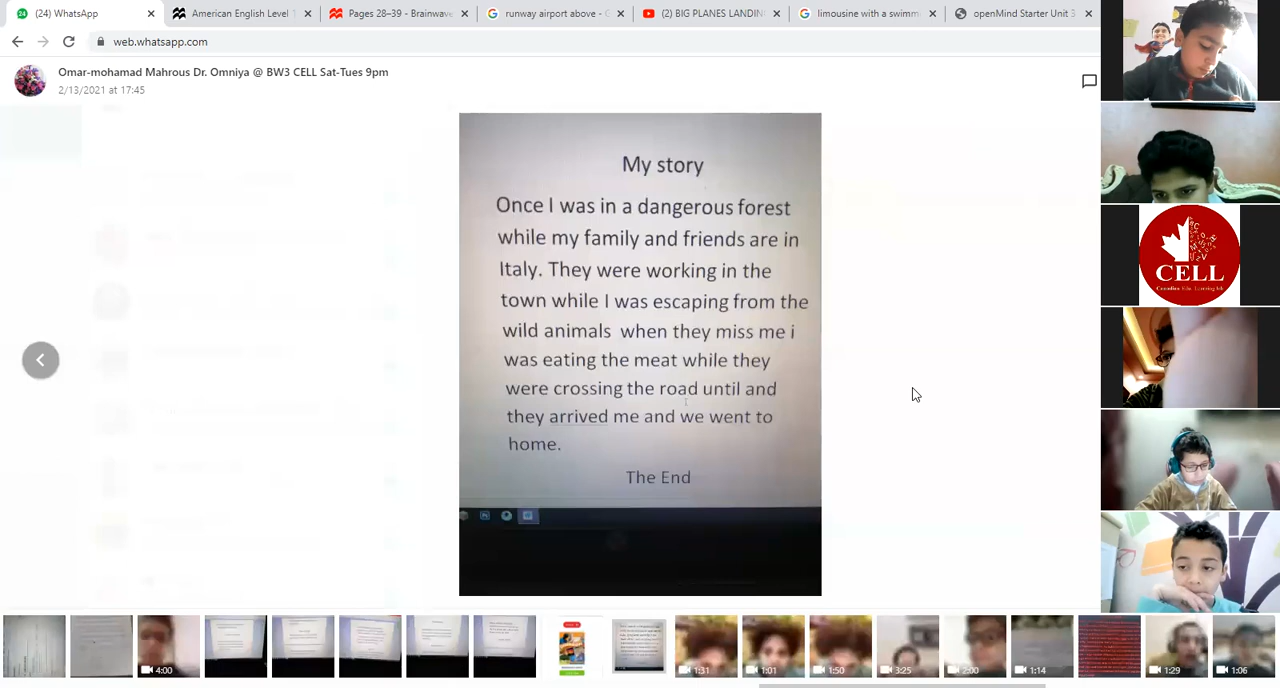 (24) WhatsApp
American English Level 1
Pages 28–39 - Brainwave
runway airport above - G
(2) BIG PLANES LANDIN
limousine with a swimm
openMind Starter Unit 3
web.whatsapp.com
Omar-mohamad Mahrous Dr. Omniya @ BW3 CELL Sat-Tues 9pm
2/13/2021 at 17:45
My story
Once I was in a dangerous forest
while my family and friends are in
Italy. They were working in the
town while I was escaping from the
wild animals when they miss me i
was eating the meat while they
were crossing the road until and
they arrived me and we went to
home.
The End
CELL
4:00
1:31
1:01
1:50
3:25
2:00
1:14
1:29
1:06